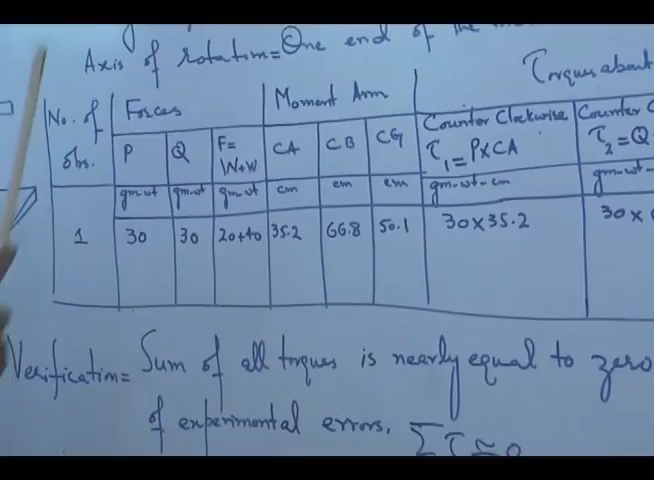 Axis of rotation = One end of the
No. of obs.
Forces
Moment Arm
Torques about
P
Q
F = W+W
CA
CB
CG
Counter Clockwise
τ₁ = P×CA
Counter C
τ₂ = Q
gm-wt
gm-wt
gm-wt
cm
cm
cm
gm-wt-cm
gm-wt-
1
30
30
20+40
35.2
66.8
50.1
30×35.2
30×
Verification = Sum of all torques is nearly equal to zero
of experimental errors. Στ ≈ 0